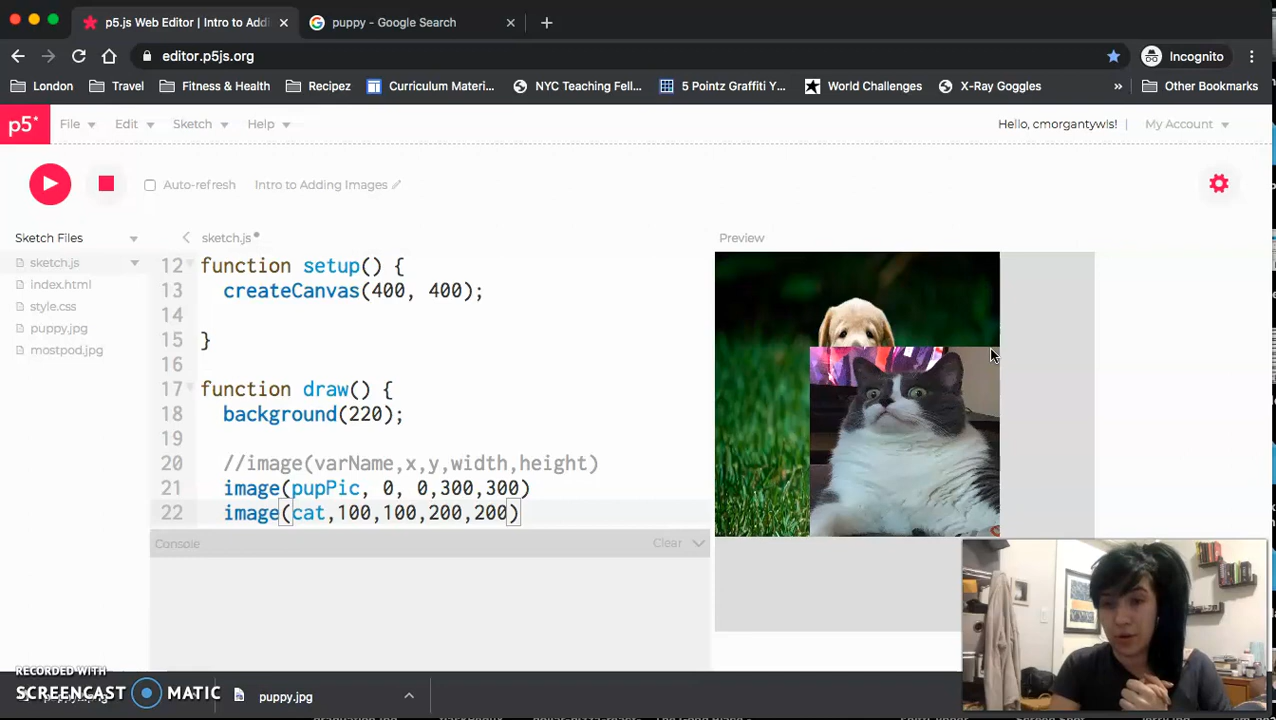 p5.js Web Editor | Intro to Addi
puppy - Google Search
editor.p5js.org
Incognito
London
Travel
Fitness & Health
Recipez
Curriculum Materi...
NYC Teaching Fell...
5 Pointz Graffiti Y...
World Challenges
X-Ray Goggles
»
Other Bookmarks
p5*
File
Edit
Sketch
Help
Hello, cmorgantywls!
My Account
Auto-refresh
Intro to Adding Images
Sketch Files
sketch.js
Preview
sketch.js
index.html
style.css
puppy.jpg
mostpod.jpg
12 function setup() {
13 createCanvas(400, 400);
14
15 }
16
17 function draw() {
18 background(220);
19
20 //image(varName,x,y,width,height)
21 image(pupPic, 0, 0,300,300)
22 image(cat,100,100,200,200)
Console
Clear
RECORDED WITH
SCREENCAST MATIC
puppy.jpg